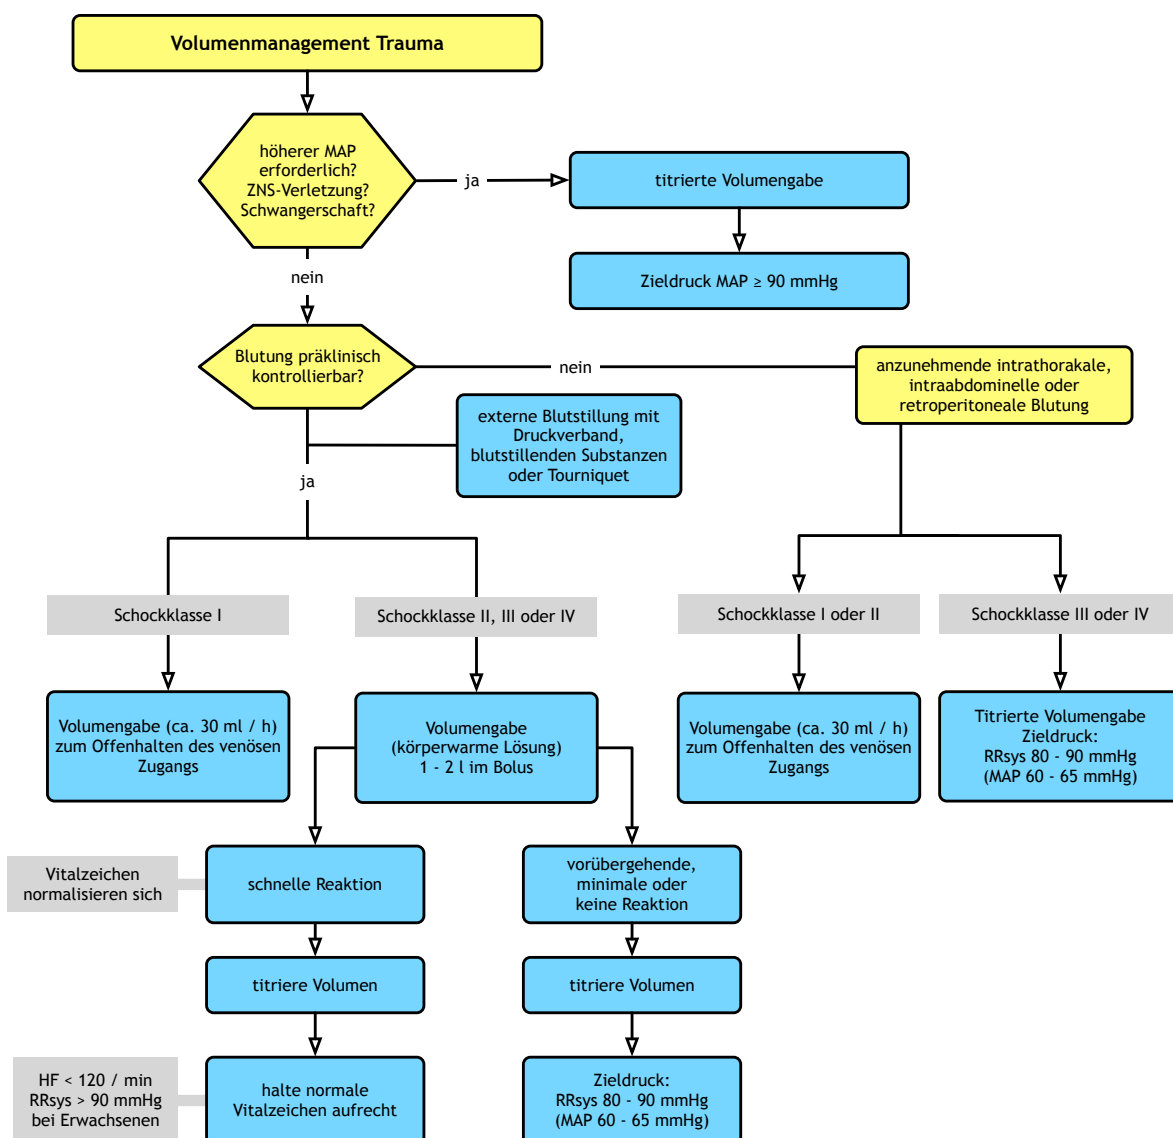 Volumenmanagement Trauma
höherer MAP
erforderlich?
ZNS-Verletzung?
Schwangerschaft?
ja
titrierte Volumengabe
Zieldruck MAP ≥ 90 mmHg
nein
Blutung präklinisch
kontrollierbar?
nein
anzunehmende intrathorakale,
intraabdominelle oder
retroperitoneale Blutung
externe Blutstillung mit
Druckverband,
blutstillenden Substanzen
oder Tourniquet
ja
Schockklasse I
Schockklasse II, III oder IV
Schockklasse I oder II
Schockklasse III oder IV
Volumengabe (ca. 30 ml / h)
zum Offenhalten des venösen
Zugangs
Volumengabe
(körperwarme Lösung)
1 - 2 l im Bolus
Volumengabe (ca. 30 ml / h)
zum Offenhalten des venösen
Zugangs
Titrierte Volumengabe
Zieldruck:
RRsys 80 - 90 mmHg
(MAP 60 - 65 mmHg)
Vitalzeichen
normalisieren sich
schnelle Reaktion
vorübergehende,
minimale oder
keine Reaktion
titriere Volumen
titriere Volumen
HF < 120 / min
RRsys > 90 mmHg
bei Erwachsenen
halte normale
Vitalzeichen aufrecht
Zieldruck:
RRsys 80 - 90 mmHg
(MAP 60 - 65 mmHg)